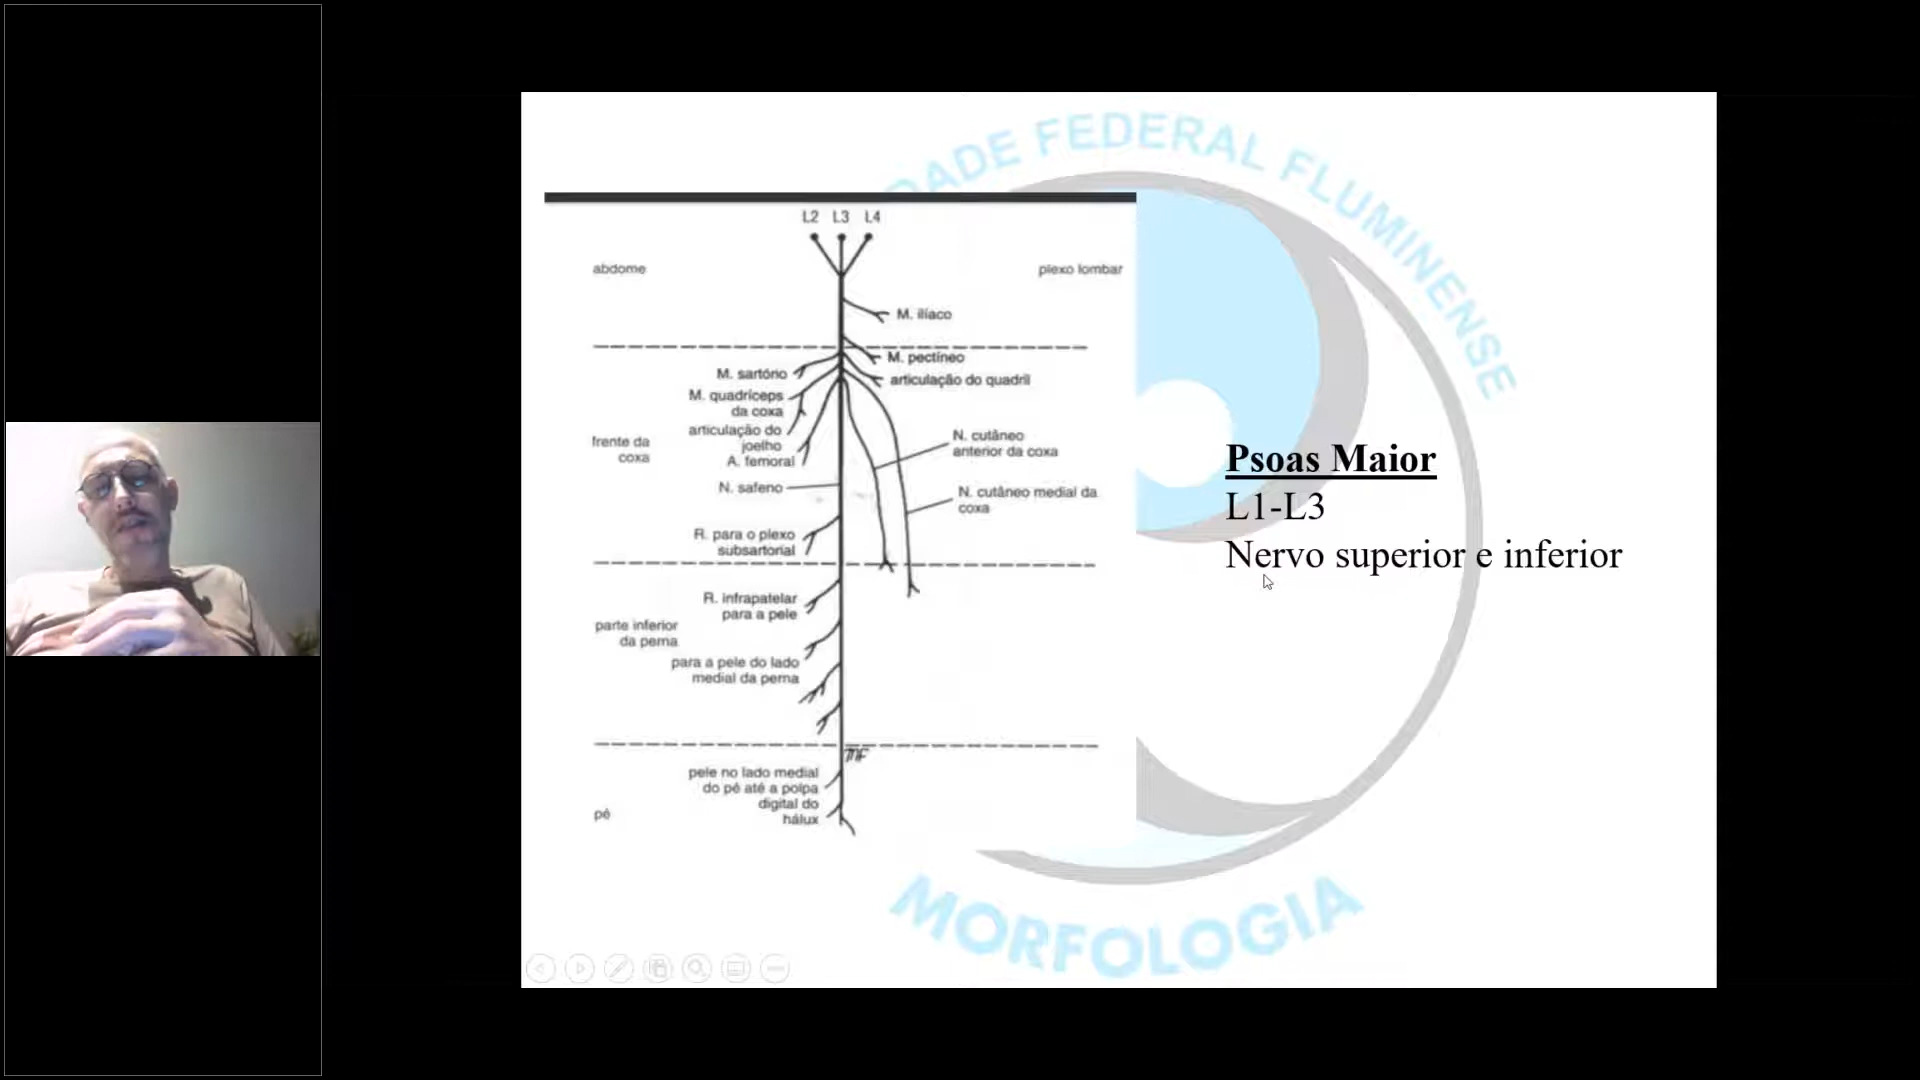 DADE FEDERAL FLUMINENSE
L2 L3 L4
abdome
plexo lombar
M. ilíaco
M. pectíneo
M. sartório
articulação do quadril
M. quadríceps
da coxa
articulação do
joelho
A. femoral
frente da
coxa
N. cutâneo
anterior da coxa
N. safeno
N. cutâneo medial da
coxa
R. para o plexo
subsartorial
R. infrapatelar
para a pele
parte inferior
da perna
para a pele do lado
medial da perna
pele no lado medial
do pé até a polpa
digital do
hálux
pé
Psoas Maior
L1-L3
Nervo superior e inferior
MORFOLOGIA